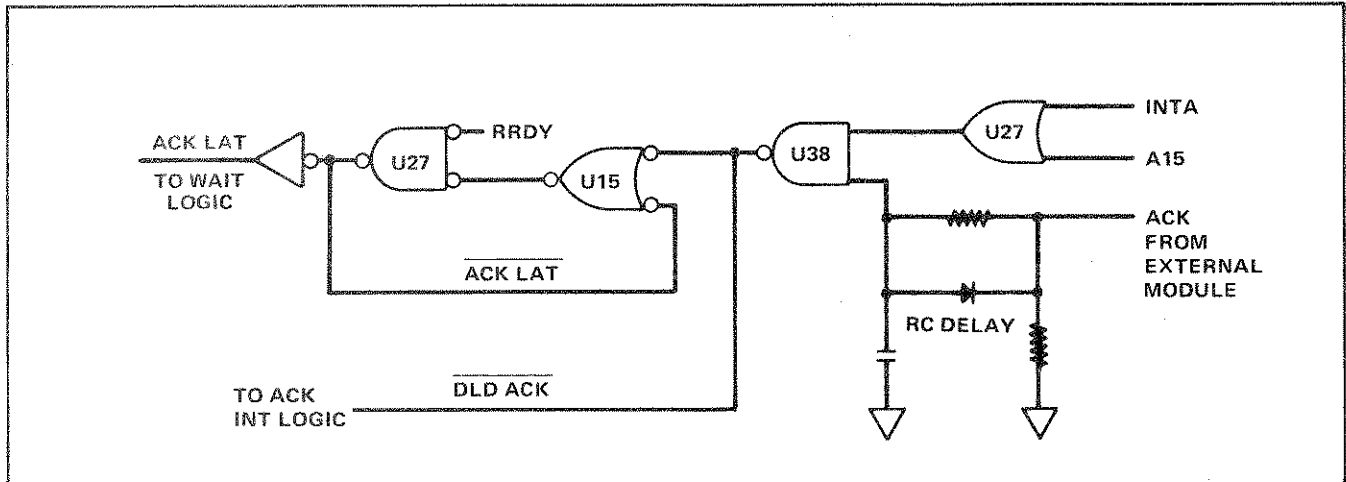 INTA
U27
A15
U38
RRDY
U27
U15
ACK LAT
TO WAIT
LOGIC
ACK
FROM
EXTERNAL
MODULE
ACK LAT
RC DELAY
DLD ACK
TO ACK
INT LOGIC